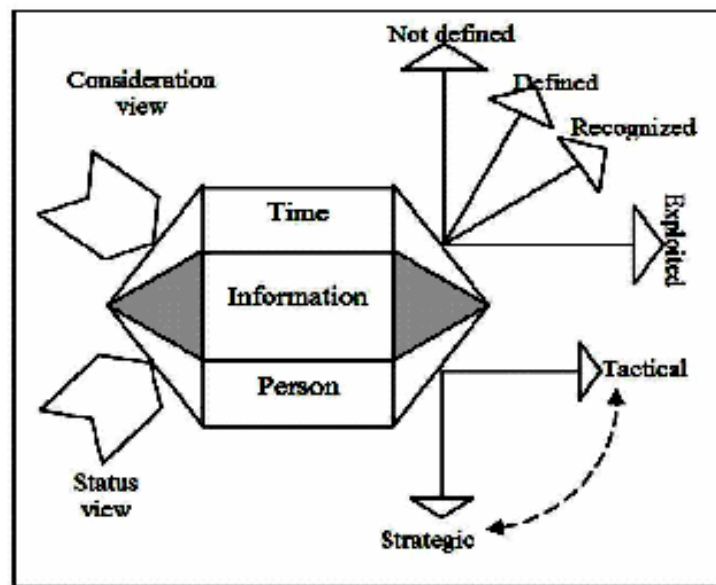 Not defined
Consideration
view
Defined
Recognized
Time
Exploited
Information
Tactical
Person
Status
view
Strategic